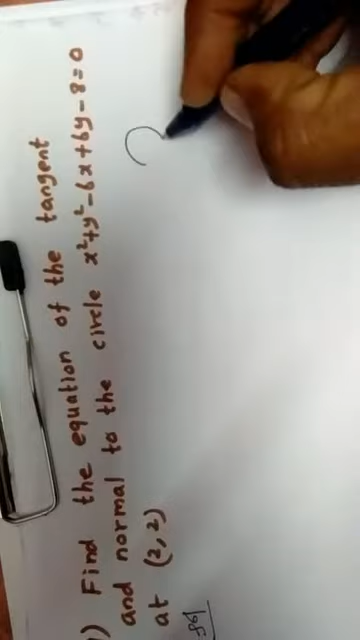 ) Find the equation of the tangent
and normal to the circle x²+y²-6x+6y-8=0
at (2,2)